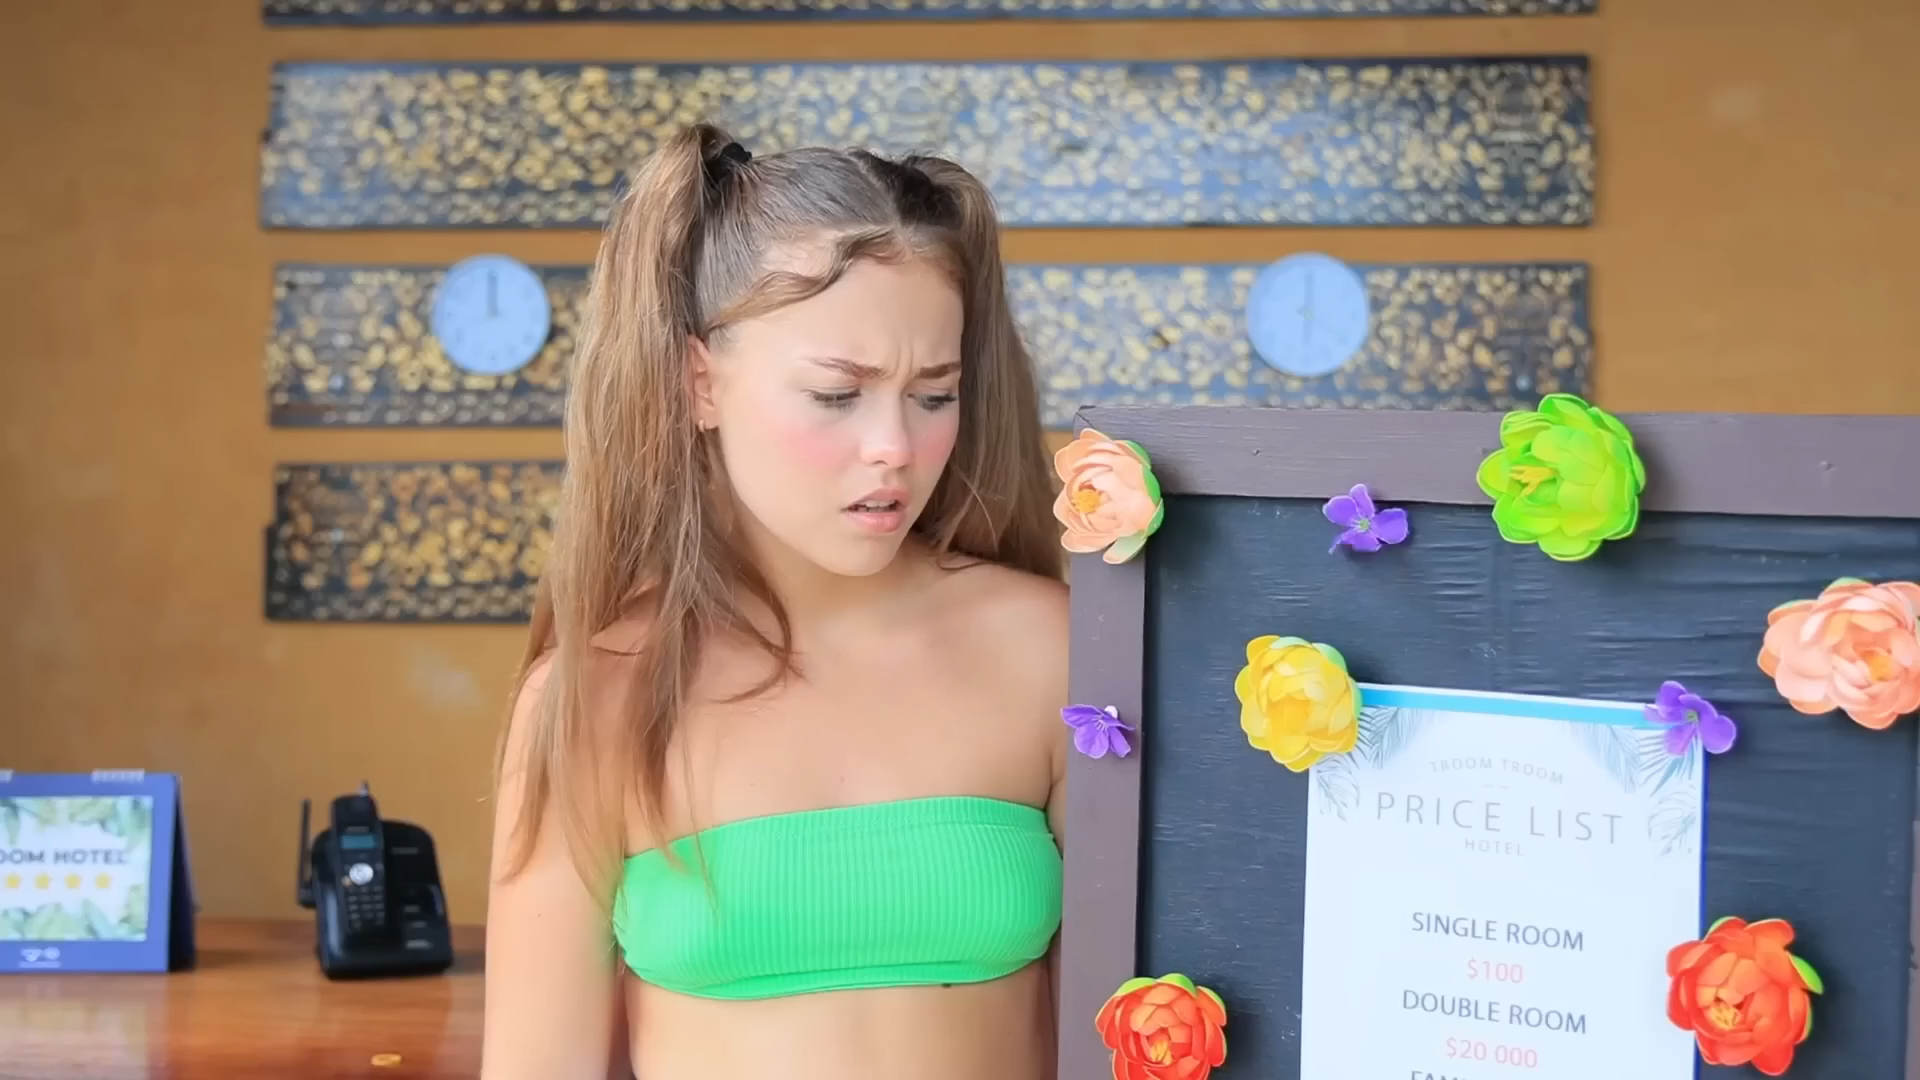 OOM HOTEL
TROOM TROOM
PRICE LIST
HOTEL
SINGLE ROOM
$100
DOUBLE ROOM
$20 000